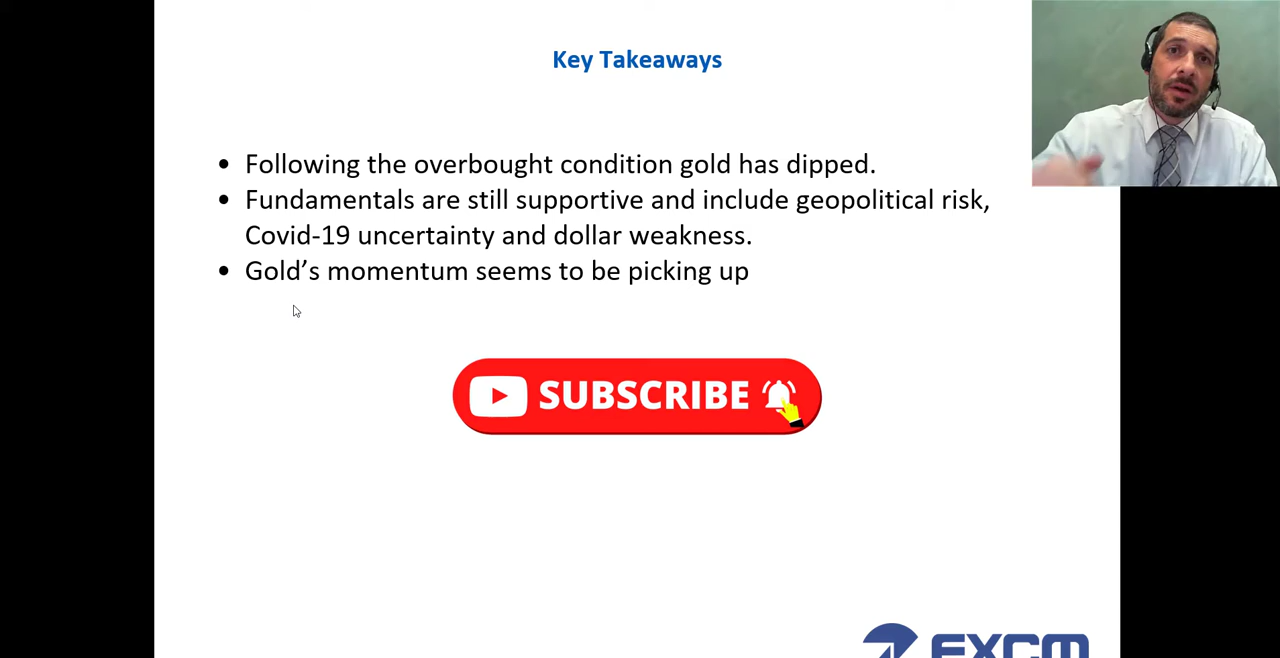 Key Takeaways
• Following the overbought condition gold has dipped.
• Fundamentals are still supportive and include geopolitical risk,
Covid-19 uncertainty and dollar weakness.
• Gold’s momentum seems to be picking up
SUBSCRIBE
FXCM